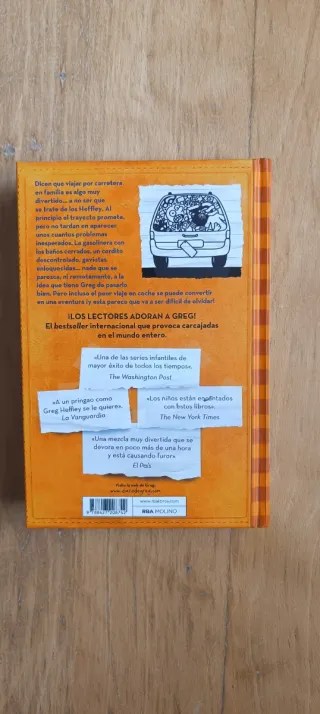 Dicen que viajar por carretera
en familia es algo muy
divertido... a no ser que
se trate de los Heffley. Al
principio el trayecto promete,
pero no tardan en aparecer
unos cuantos problemas
inesperados. La gasolinera con
los baños cerrados, un cerdito
descontrolado, gaviotas
enloquecidas... nada que se
parezca, ni remotamente, a la
idea que tiene Greg de pasarlo
bien. Pero incluso el peor viaje en coche se puede convertir
en una aventura ¡y esta parece que va a ser difícil de olvidar!
¡LOS LECTORES ADORAN A GREG!
El bestseller internacional que provoca carcajadas
en el mundo entero.
«Una de las series infantiles de
mayor éxito de todos los tiempos»,
The Washington Post
«A un pringao como
Greg Heffley se le quiere»,
La Vanguardia
«Los niños están encantados
con estos libros».
The New York Times
«Una mezcla muy divertida que se
devora en poco más de una hora
y está causando furor»
El País
RBA MOLINO